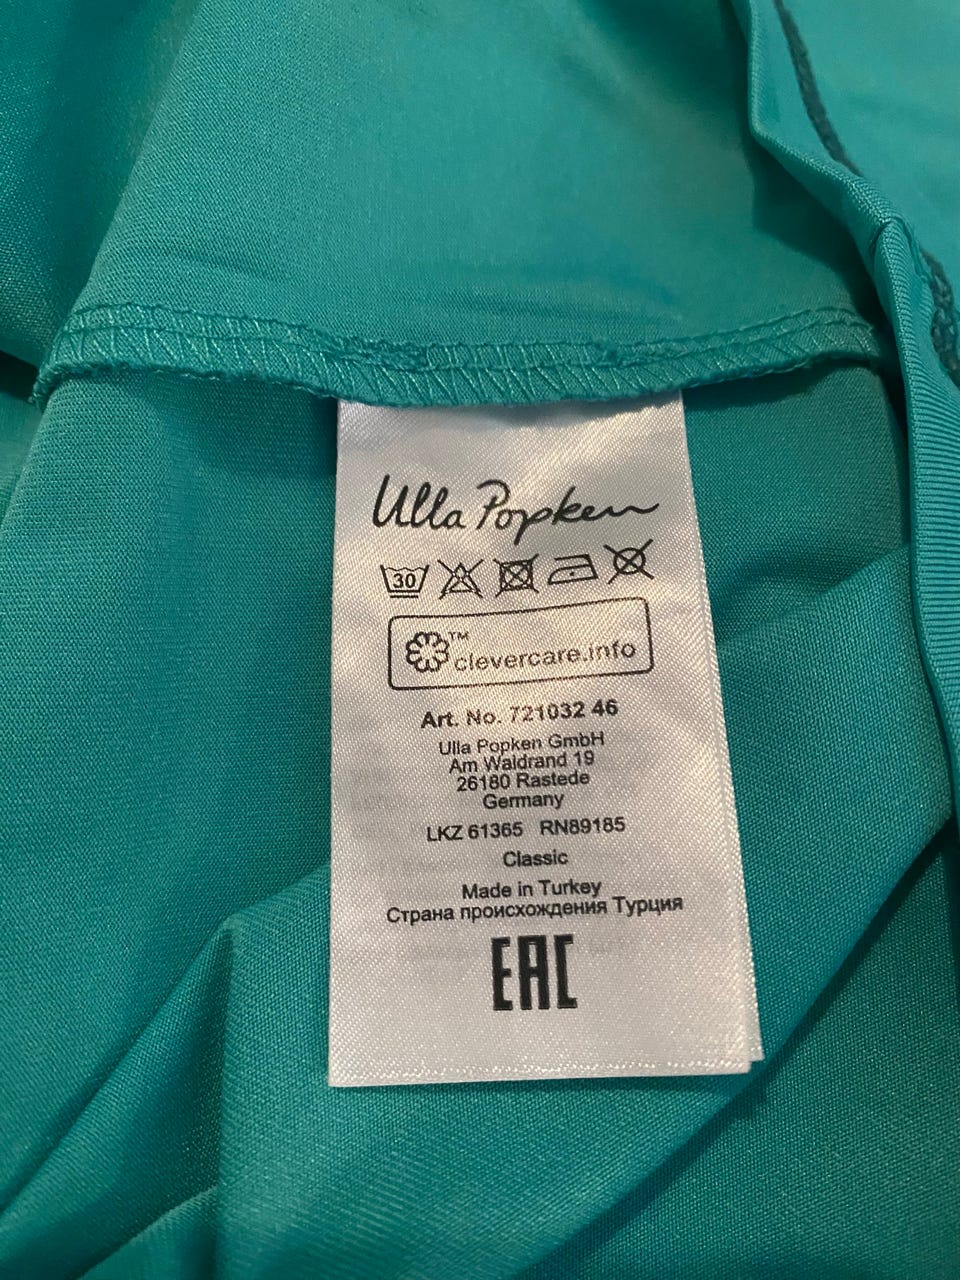 Ulla Popken
30
™
clevercare.info
Art. No. 721032 46
Ulla Popken GmbH
Am Waldrand 19
26180 Rastede
Germany
LKZ 61365 RN89185
Classic
Made in Turkey
Страна происхождения Турция
EAC